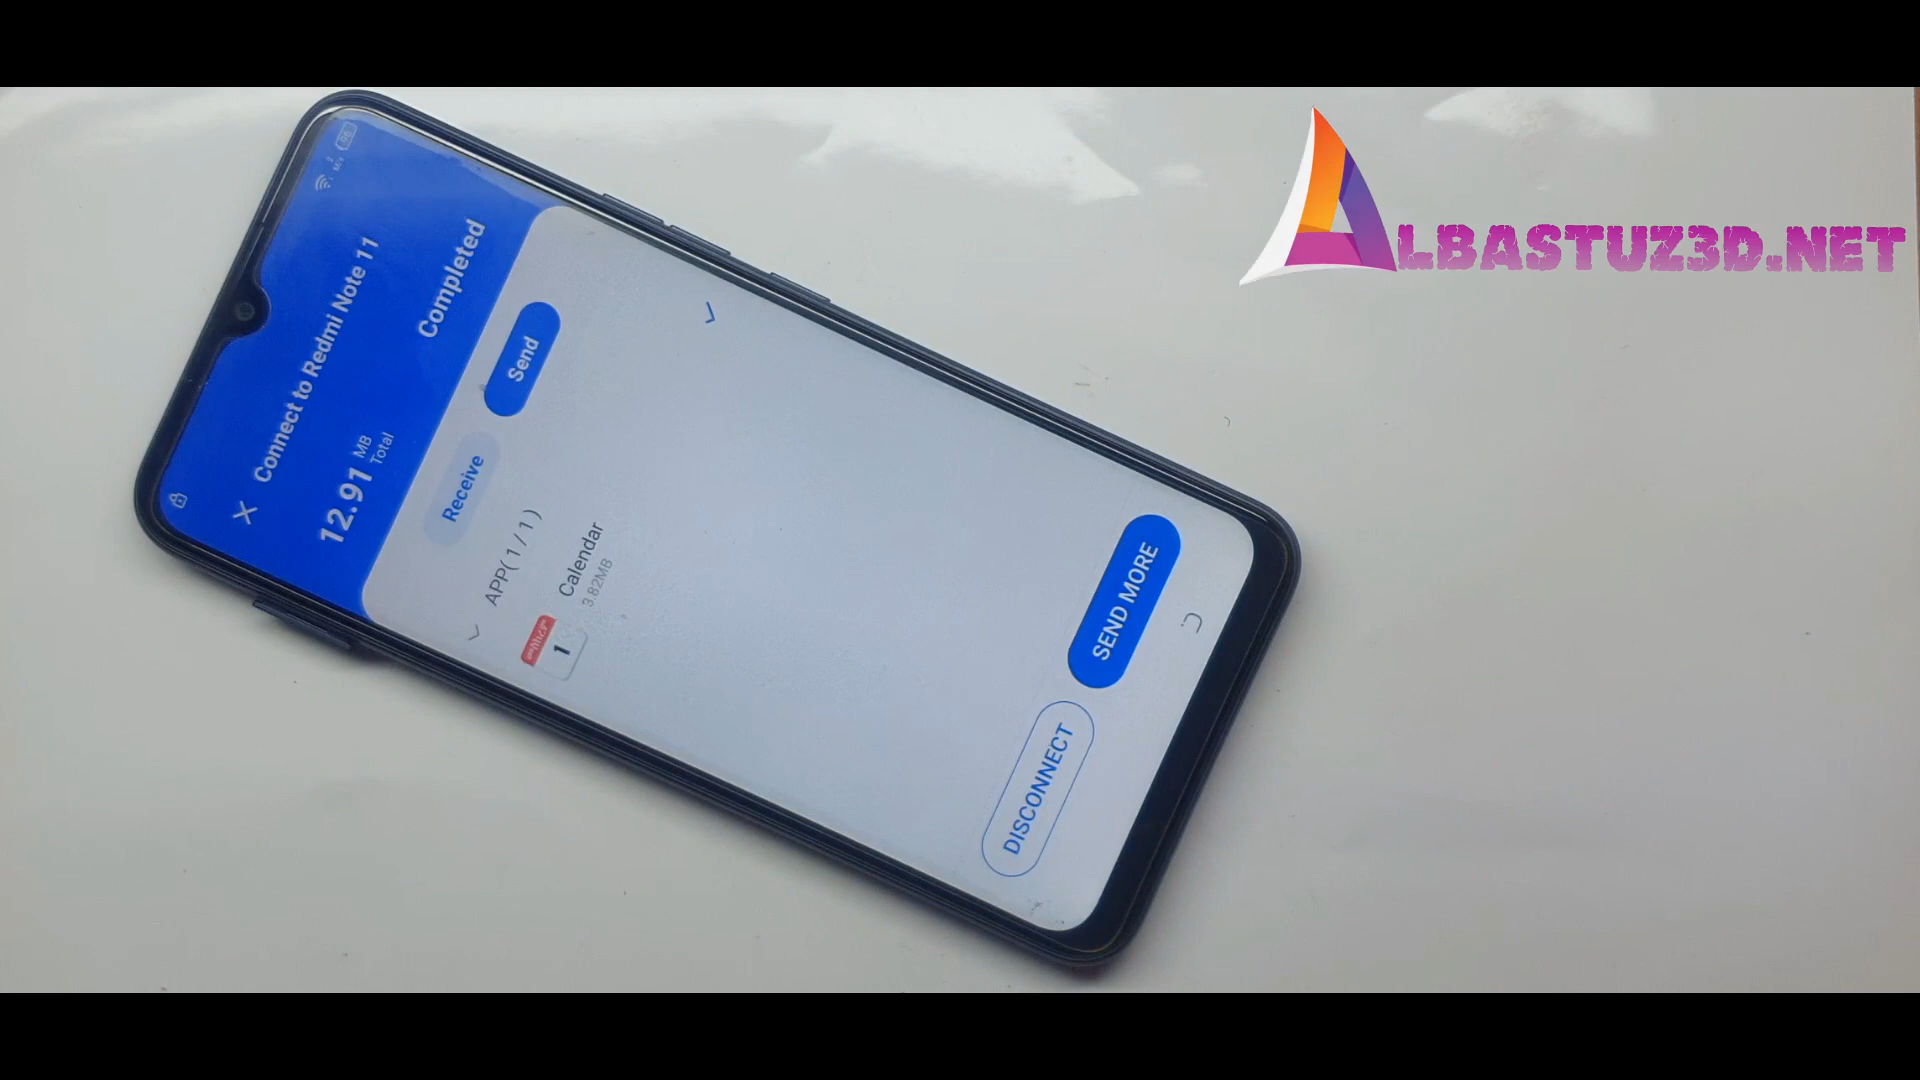 ALBASTUZ3D.NET
Connect to Redmi Note 11
12.91 MB
Total
Completed
Receive
Send
APP( 1 / 1 )
1
Calendar
3.82MB
DISCONNECT
SEND MORE